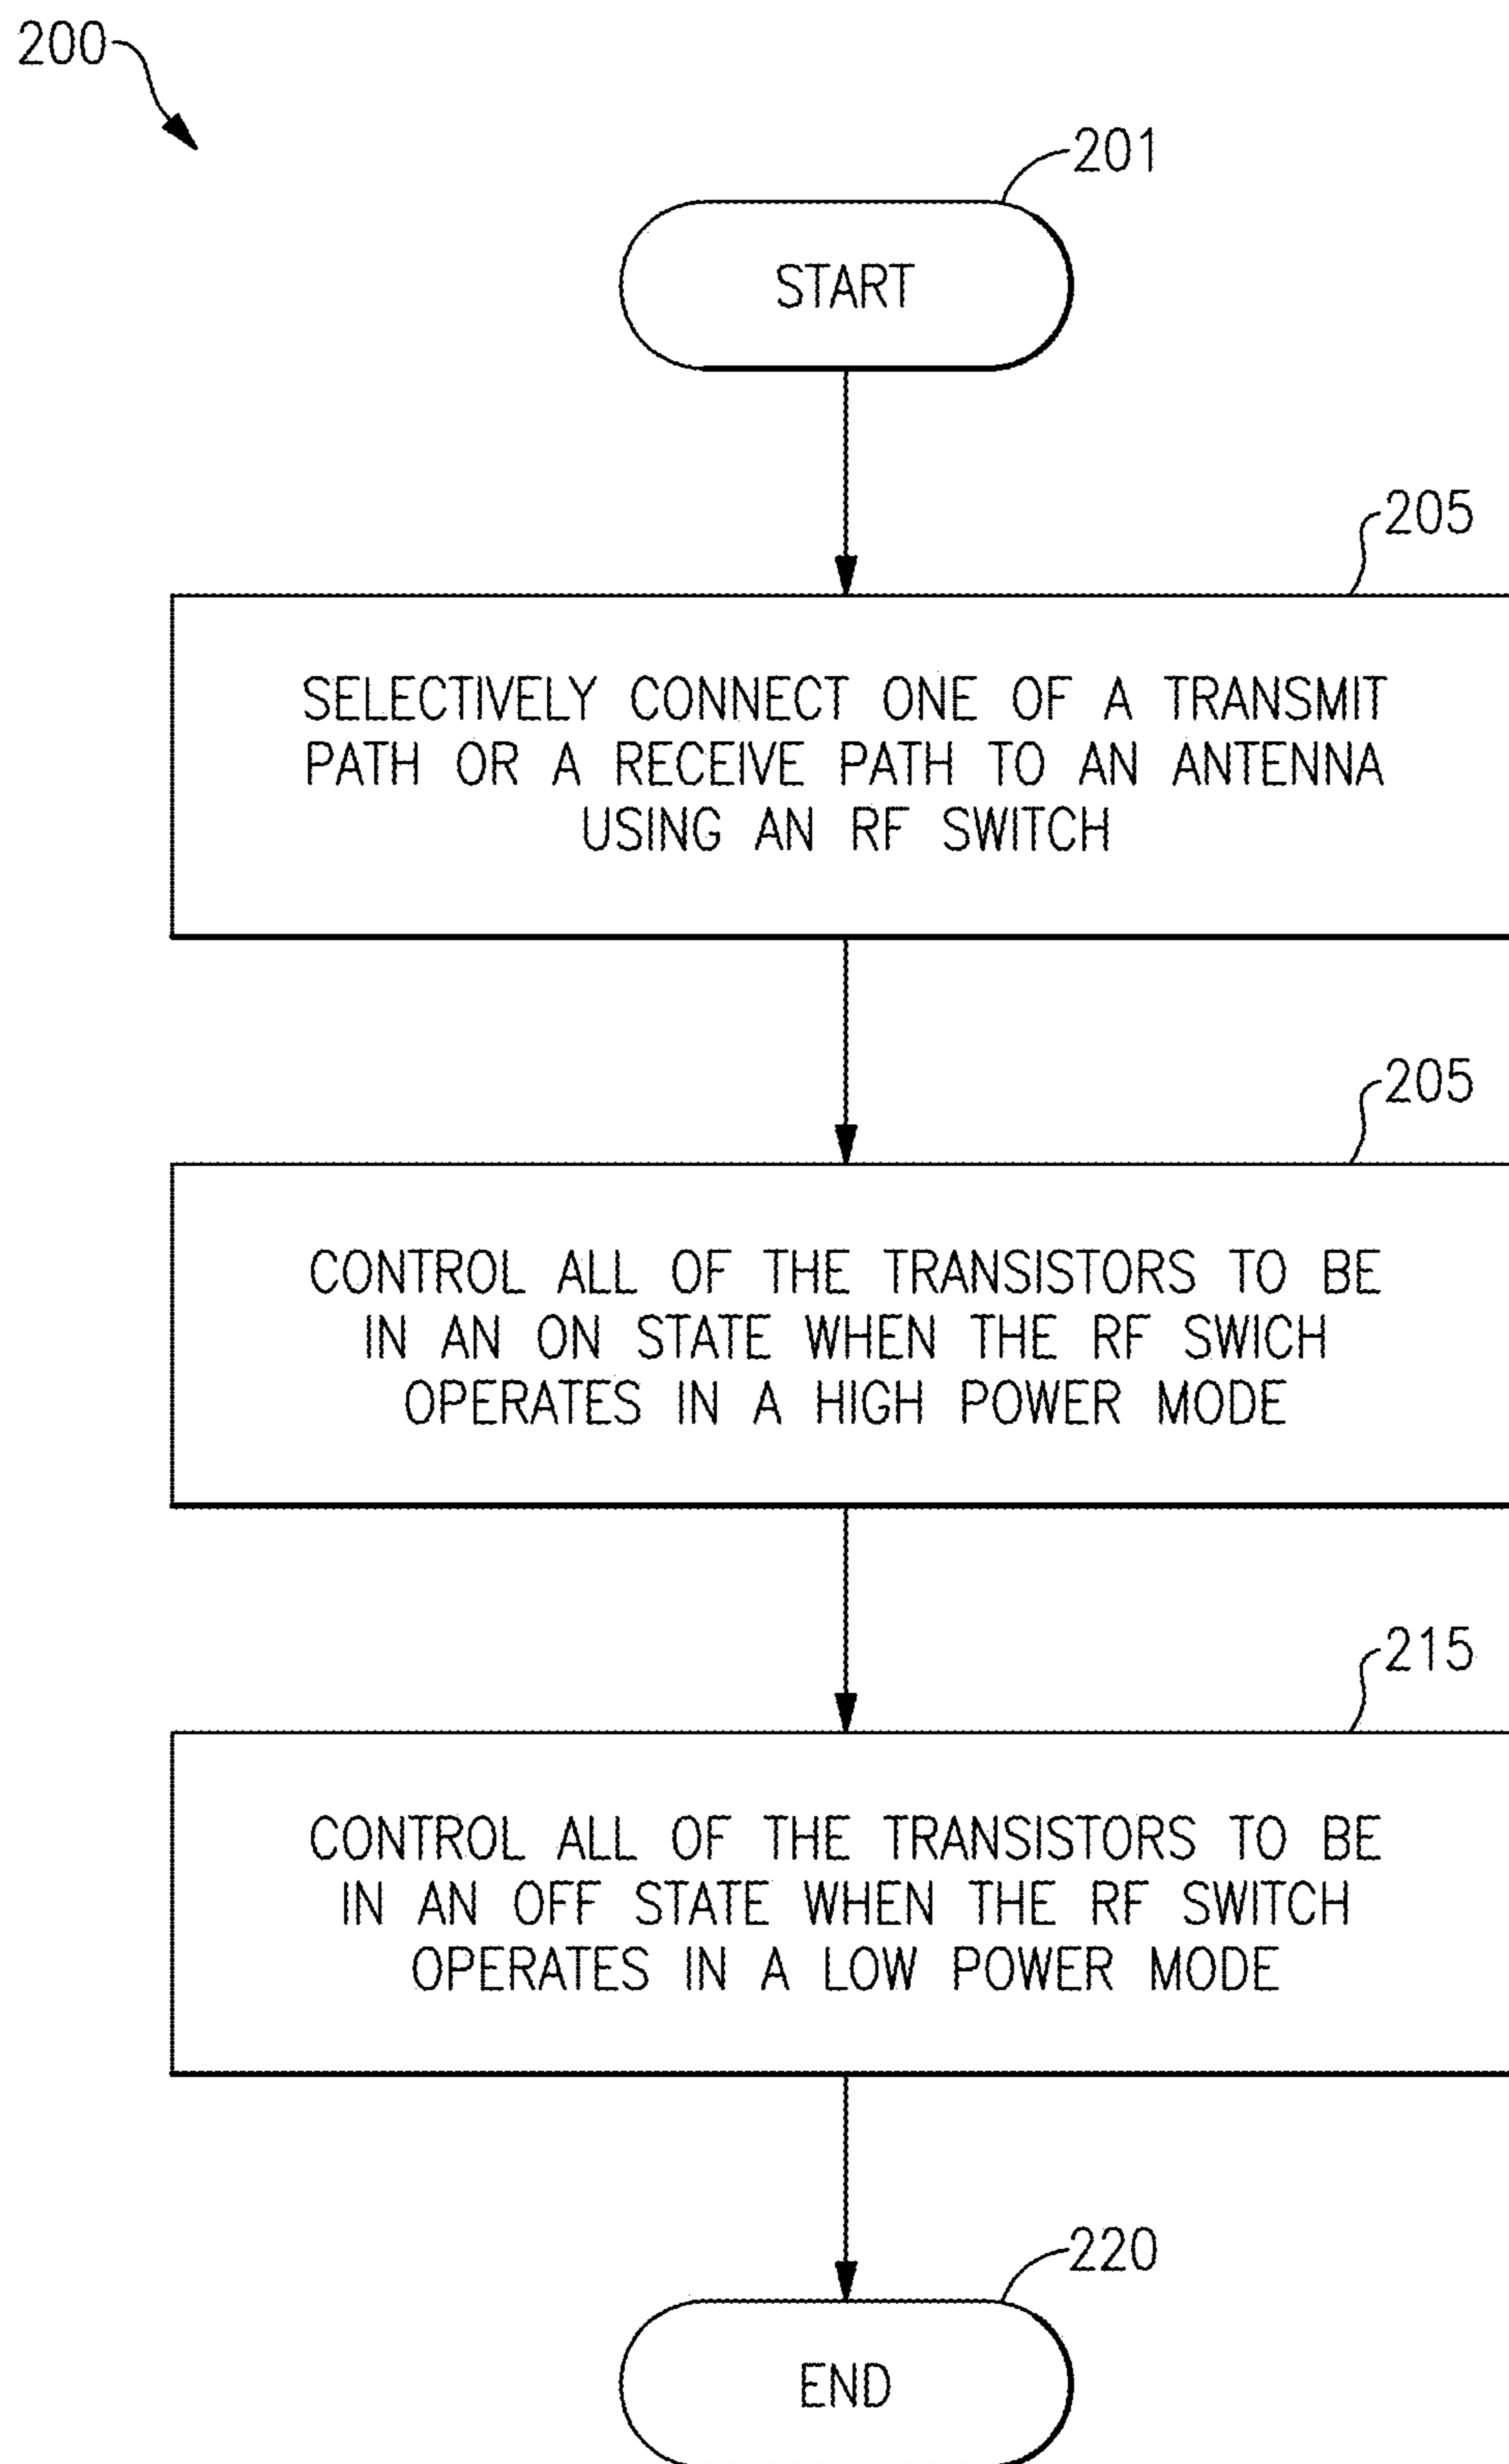 200
201
START
205
SELECTIVELY CONNECT ONE OF A TRANSMIT
PATH OR A RECEIVE PATH TO AN ANTENNA
USING AN RF SWITCH
205
CONTROL ALL OF THE TRANSISTORS TO BE
IN AN ON STATE WHEN THE RF SWICH
OPERATES IN A HIGH POWER MODE
215
CONTROL ALL OF THE TRANSISTORS TO BE
IN AN OFF STATE WHEN THE RF SWITCH
OPERATES IN A LOW POWER MODE
220
END